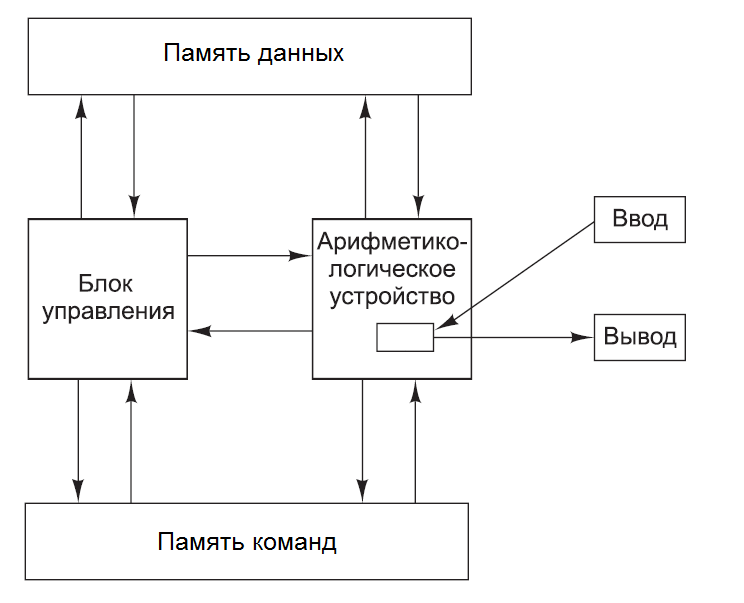 Память данных
Арифметико-
логическое
устройство
Блок
управления
Ввод
Вывод
Память команд